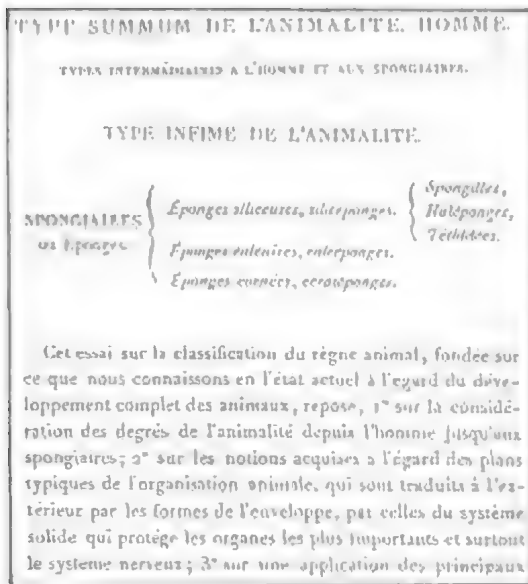 TYPE SUMMUM DE L'ANIMALITÉ. HOMME.
TYPES INTERMÉDIAIRES A L'HOMME ET AUX SPONGIAIRES.
TYPE INFIME DE L'ANIMALITÉ.
SPONGIAIRES
ou Éponges
Éponges siliceuses, siliceponges.
Spongilles,
Haléponges,
Téthidées.
Éponges calcaires, calceponges.
Éponges cornées, ceratéponges.
Cet essai sur la classification du règne animal, fondée sur
ce que nous connaissons en l'état actuel à l'égard du déve-
loppement complet des animaux, repose, 1° sur la considé-
ration des degrés de l'animalité depuis l'homme jusqu'aux
spongiaires; 2° sur les notions acquises à l'égard des plans
typiques de l'organisation animale, qui sont traduits à l'ex-
térieur par les formes de l'enveloppe, par celles du système
solide qui protège les organes les plus importants et surtout
le système nerveux; 3° sur une application des principaux